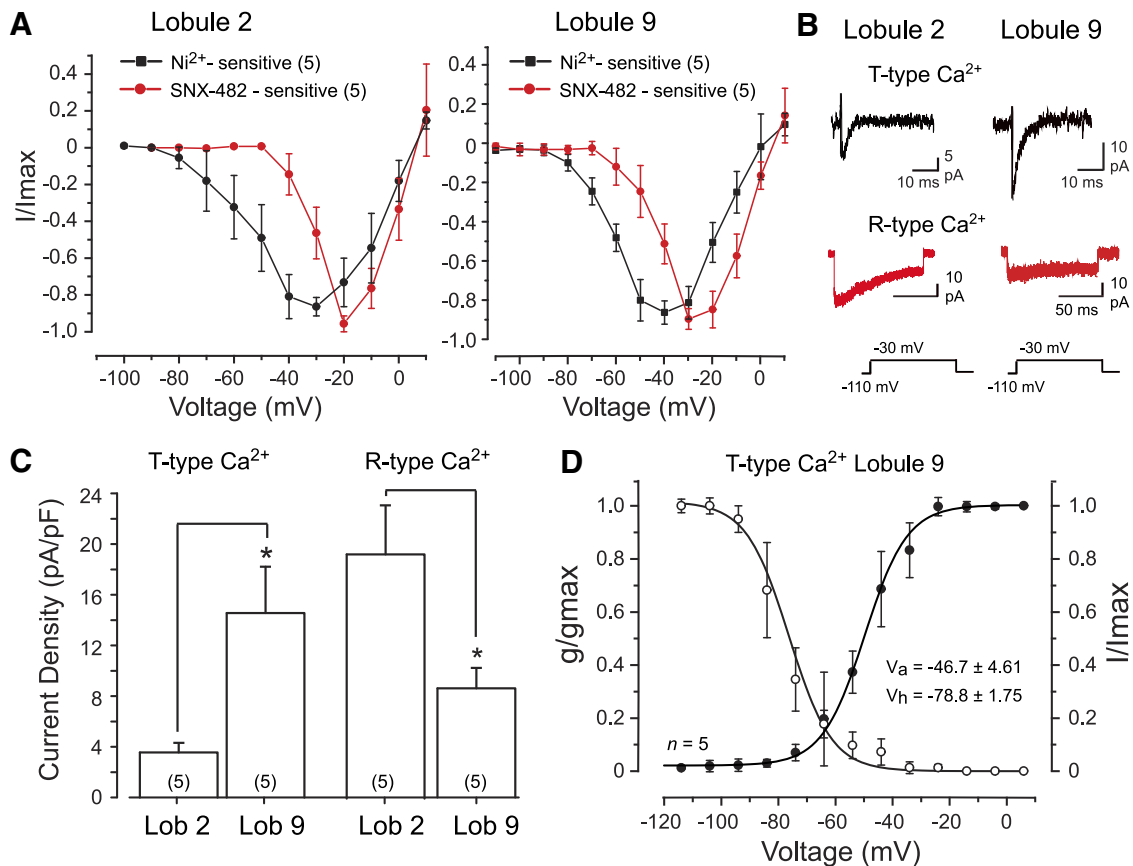 A
Lobule 2
Ni²⁺- sensitive (5)
SNX-482 - sensitive (5)
I/Imax
0.4
0.2
0
-0.2
-0.4
-0.6
-0.8
-1.0
-100 -80 -60 -40 -20 0
Voltage (mV)
Lobule 9
Ni²⁺- sensitive (5)
SNX-482 - sensitive (5)
0.4
0.2
0
-0.2
-0.4
-0.6
-0.8
-1.0
-100 -80 -60 -40 -20 0
Voltage (mV)
B
Lobule 2 Lobule 9
T-type Ca²⁺
5
pA
10 ms
10
pA
10 ms
R-type Ca²⁺
10
pA
10
pA
50 ms
-30 mV
-110 mV
-30 mV
-110 mV
C
T-type Ca²⁺ R-type Ca²⁺
Current Density (pA/pF)
24
20
16
12
8
4
0
*
*
(5) (5) (5) (5)
Lob 2 Lob 9 Lob 2 Lob 9
D
T-type Ca²⁺ Lobule 9
g/gmax
1.0
0.8
0.6
0.4
0.2
0
I/Imax
1.0
0.8
0.6
0.4
0.2
0
Va = -46.7 ± 4.61
Vh = -78.8 ± 1.75
n = 5
-120 -100 -80 -60 -40 -20 0
Voltage (mV)